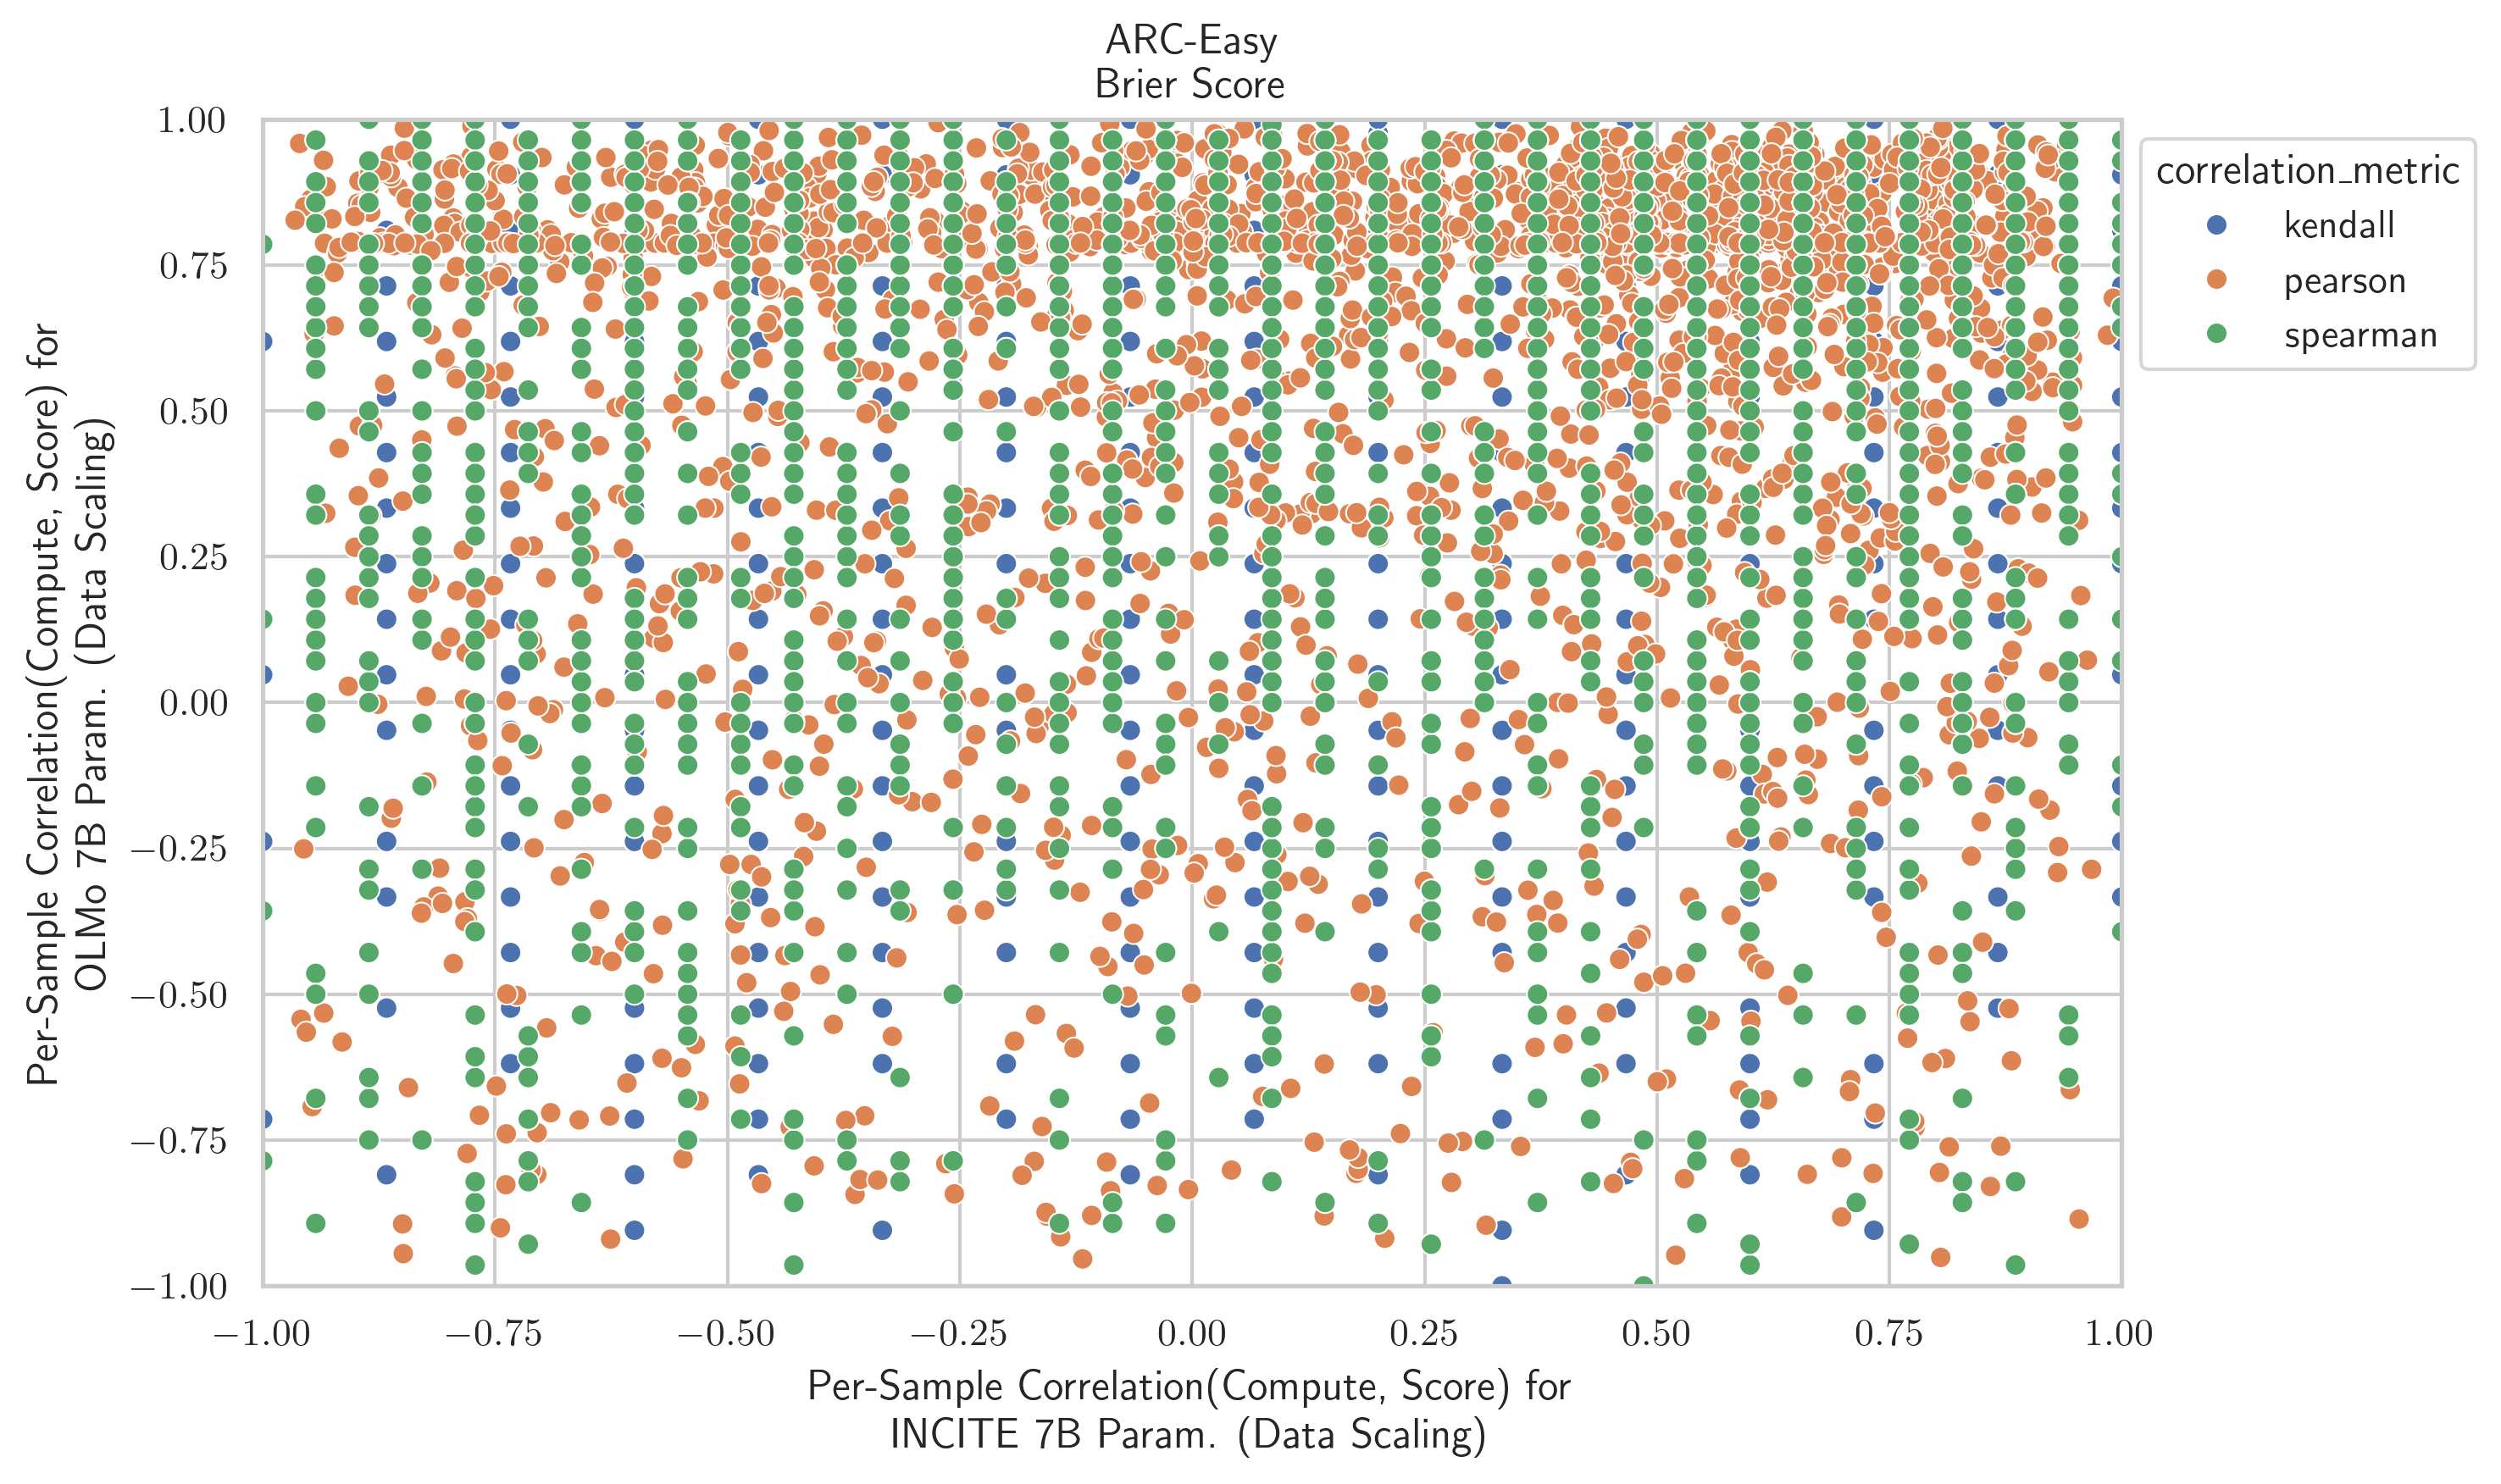 ARC-Easy
Brier Score
Per-Sample Correlation(Compute, Score) for
OLMo 7B Param. (Data Scaling)
1.00
0.75
0.50
0.25
0.00
−0.25
−0.50
−0.75
−1.00
−1.00 −0.75 −0.50 −0.25 0.00 0.25 0.50 0.75 1.00
Per-Sample Correlation(Compute, Score) for
INCITE 7B Param. (Data Scaling)
correlation_metric
kendall
pearson
spearman